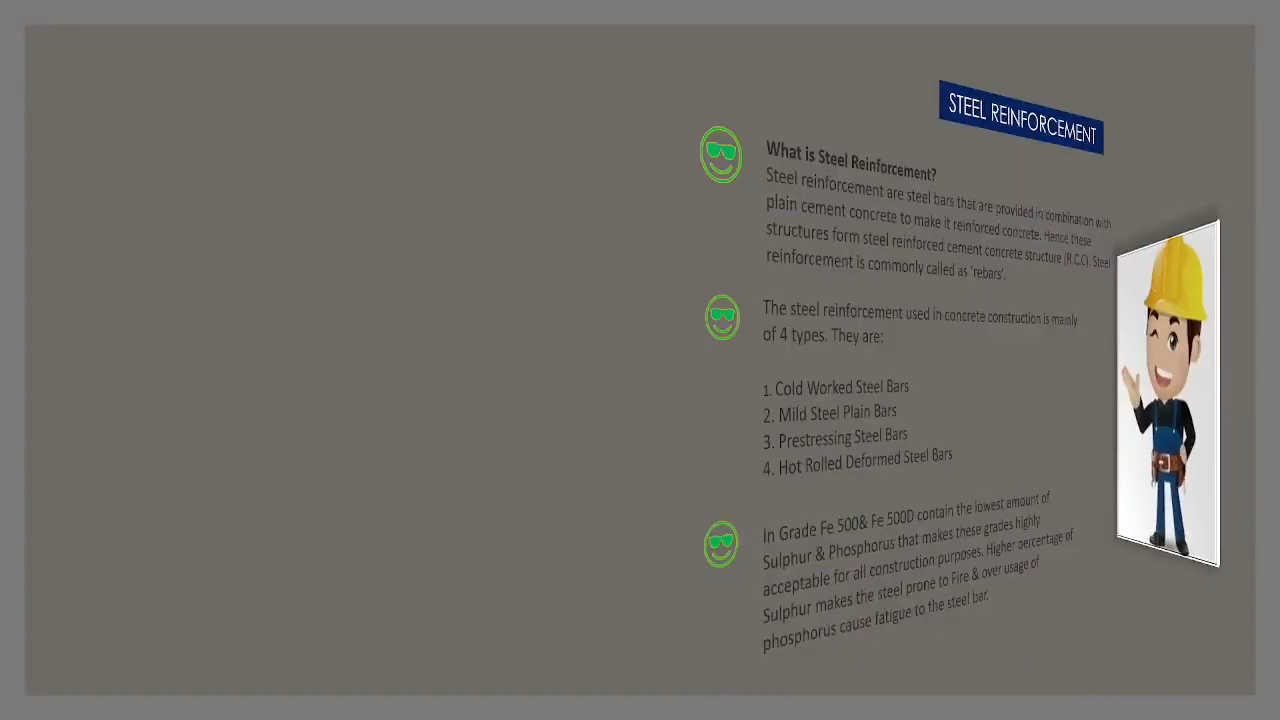 STEEL REINFORCEMENT
What is Steel Reinforcement?
Steel reinforcement are steel bars that are provided in combination with
plain cement concrete to make it reinforced concrete. Hence these
structures form steel reinforced cement concrete structure (R.C.C). Steel
reinforcement is commonly called as ‘rebars’.
The steel reinforcement used in concrete construction is mainly
of 4 types. They are:
1. Cold Worked Steel Bars
2. Mild Steel Plain Bars
3. Prestressing Steel Bars
4. Hot Rolled Deformed Steel Bars
In Grade Fe 500& Fe 500D contain the lowest amount of
Sulphur & Phosphorus that makes these grades highly
acceptable for all construction purposes. Higher percentage of
Sulphur makes the steel prone to Fire & over usage of
phosphorus cause fatigue to the steel bar.